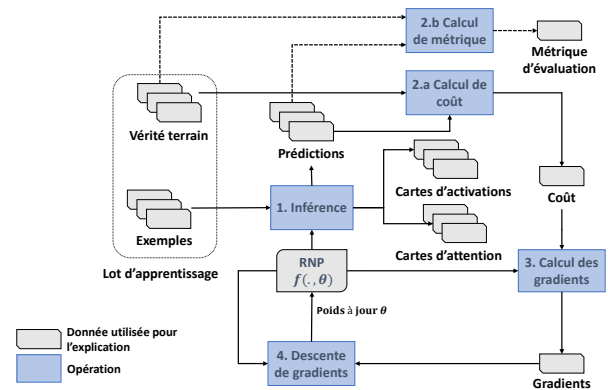 2.b Calcul de
métrique
Métrique
d'évaluation
2.a Calcul de
coût
Vérité terrain
Prédictions
Cartes d'activations
Coût
1. Inférence
Exemples
Cartes d'attention
Lot d'apprentissage
RNP
f(., θ)
3. Calcul des
gradients
Poids à jour θ
Donnée utilisée pour
l'explication
Opération
4. Descente
de gradients
Gradients